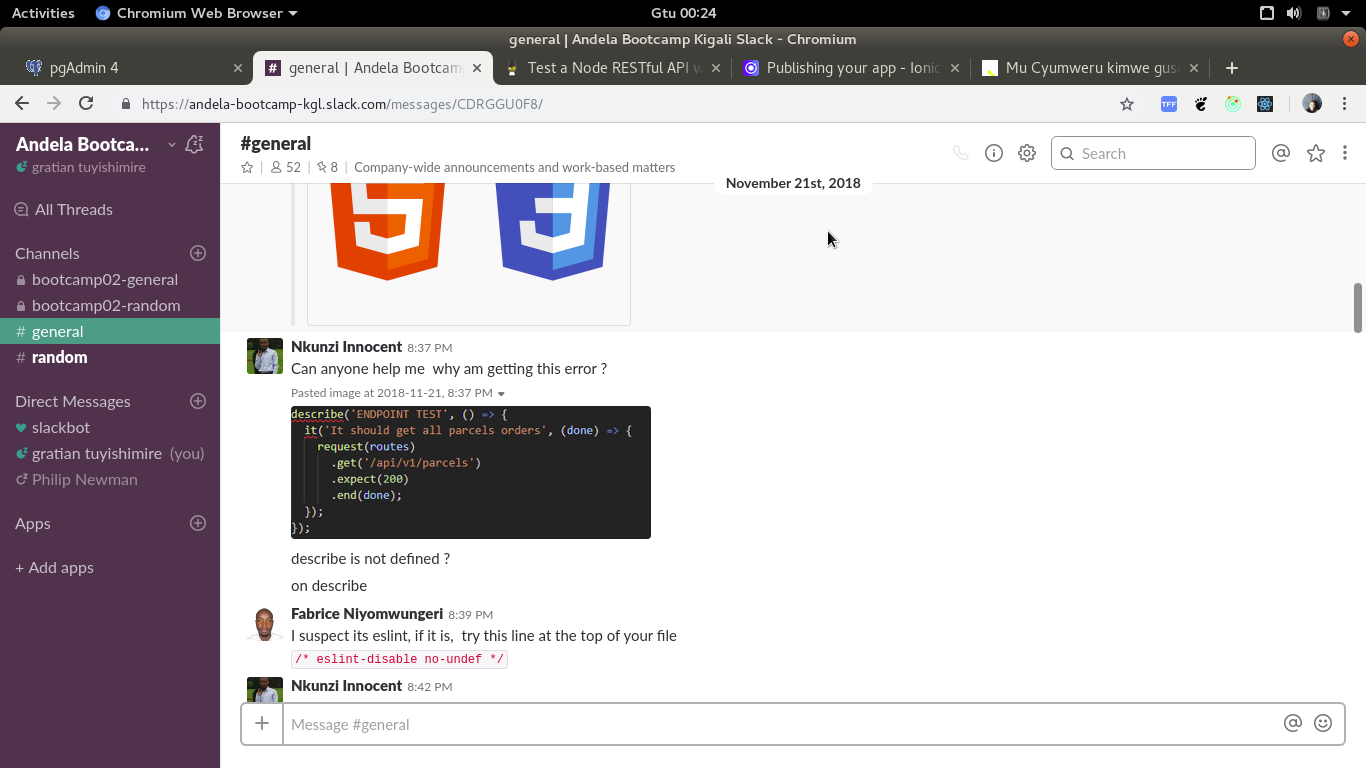 Activities
Chromium Web Browser
Gtu 00:24
general | Andela Bootcamp Kigali Slack - Chromium
pgAdmin 4
general | Andela Bootcamp
Test a Node RESTful API w
Publishing your app - Ionic
Mu Cyumweru kimwe gusa
https://andela-bootcamp-kgl.slack.com/messages/CDRGGU0F8/
TFF
Andela Bootca...
gratian tuyishimire
All Threads
Channels
bootcamp02-general
bootcamp02-random
# general
# random
Direct Messages
slackbot
gratian tuyishimire (you)
Philip Newman
Apps
+ Add apps
#general
52 | 8 | Company-wide announcements and work-based matters
Search
November 21st, 2018
Nkunzi Innocent 8:37 PM
Can anyone help me  why am getting this error ?
Pasted image at 2018-11-21, 8:37 PM
describe('ENDPOINT TEST', () => {
it('It should get all parcels orders', (done) => {
request(routes)
.get('/api/v1/parcels')
.expect(200)
.end(done);
});
});
describe is not defined ?
on describe
Fabrice Niyomwungeri 8:39 PM
I suspect its eslint, if it is,  try this line at the top of your file
/* eslint-disable no-undef */
Nkunzi Innocent 8:42 PM
Message #general